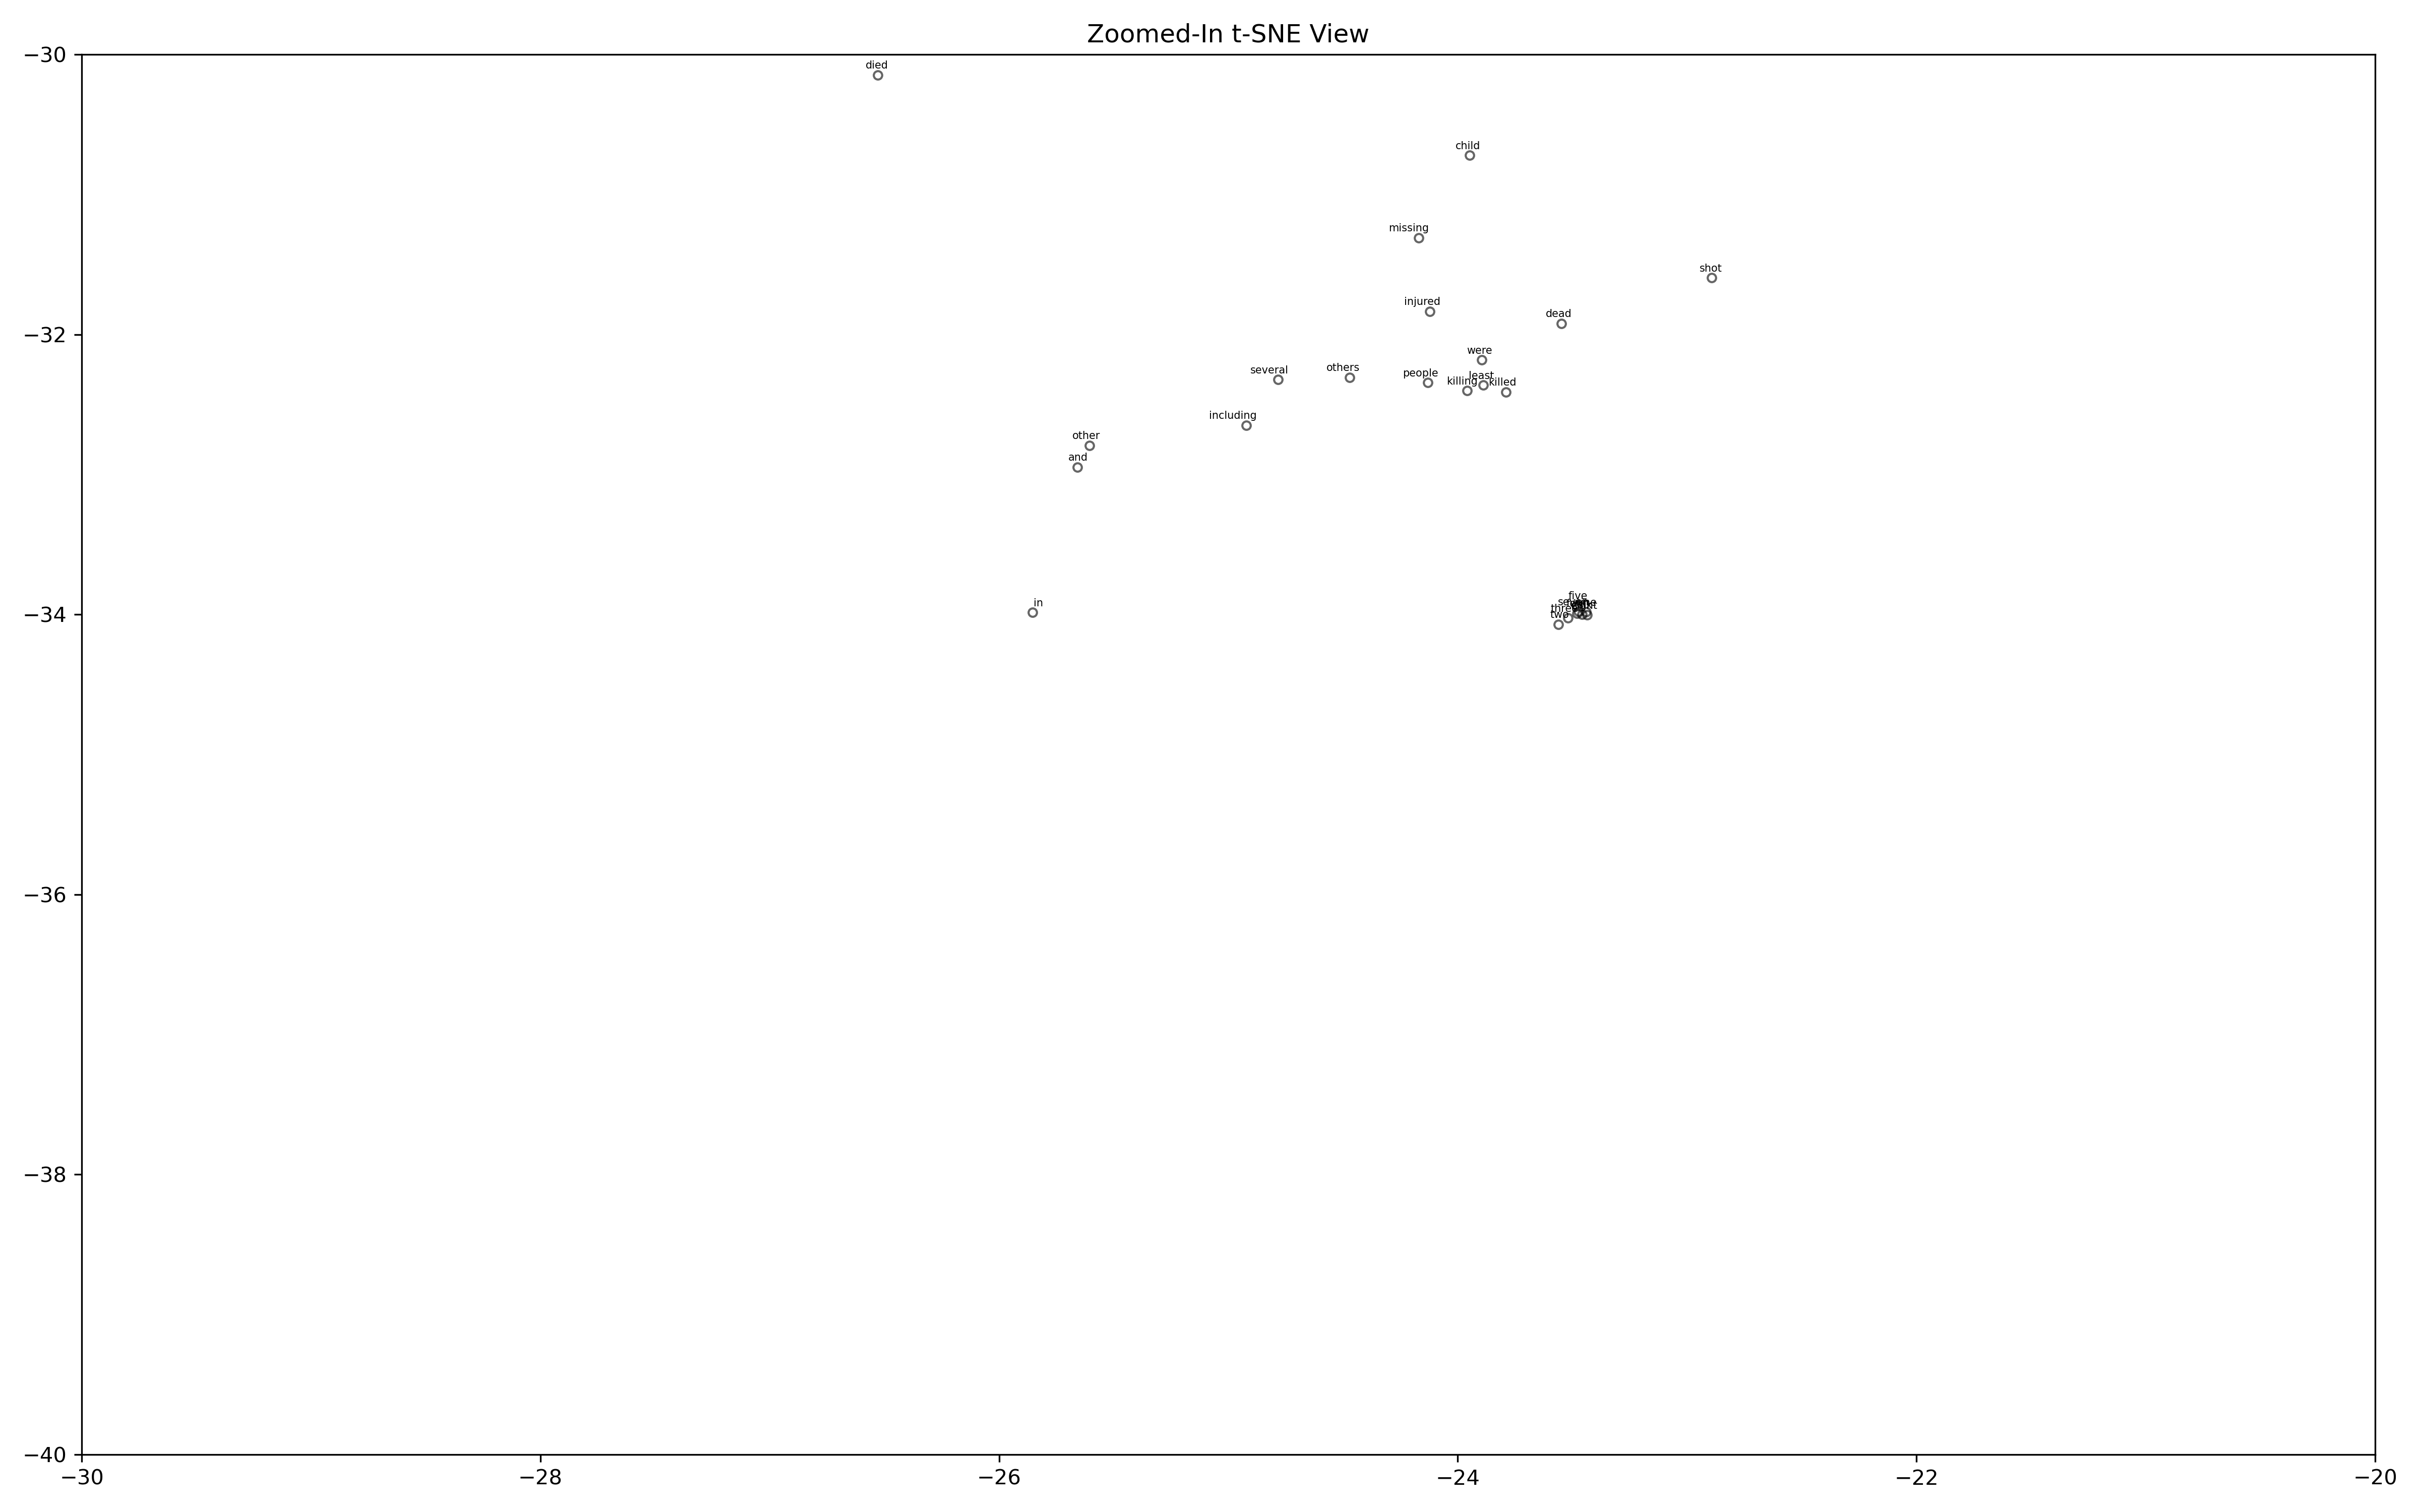 Zoomed-In t-SNE View
−30
died
child
missing
shot
injured
dead
−32
were
several
others
people
killing
least
killed
including
other
and
−34
in
five
three
two
−36
−38
−40
−30
−28
−26
−24
−22
−20